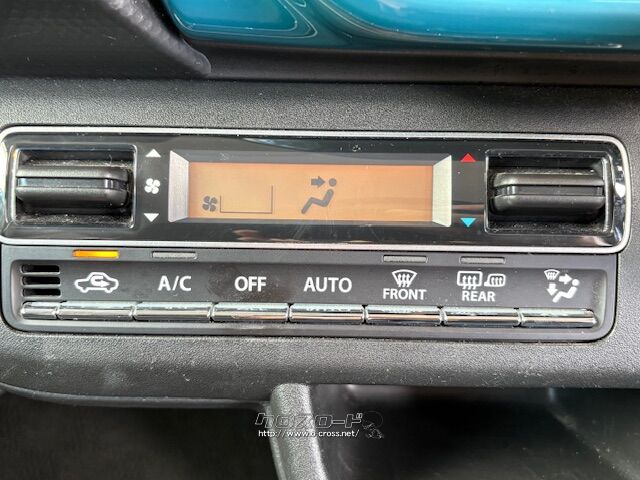 A/C OFF AUTO FRONT REAR
クロスロード
http://www.o-cross.net/